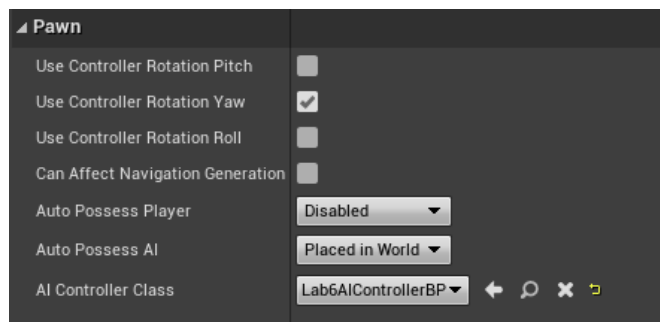 Pawn
Use Controller Rotation Pitch
Use Controller Rotation Yaw
Use Controller Rotation Roll
Can Affect Navigation Generation
Auto Possess Player Disabled
Auto Possess AI Placed in World
AI Controller Class Lab6AIControllerBP